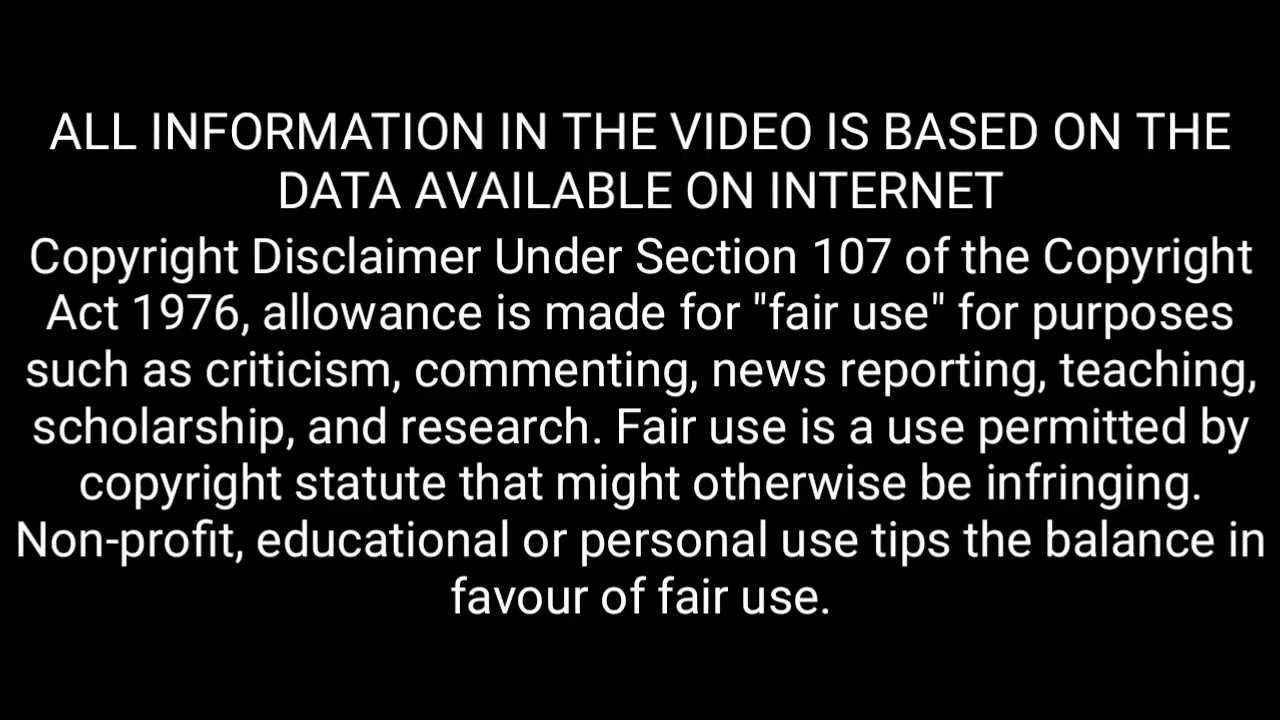 ALL INFORMATION IN THE VIDEO IS BASED ON THE
DATA AVAILABLE ON INTERNET
Copyright Disclaimer Under Section 107 of the Copyright
Act 1976, allowance is made for "fair use" for purposes
such as criticism, commenting, news reporting, teaching,
scholarship, and research. Fair use is a use permitted by
copyright statute that might otherwise be infringing.
Non-profit, educational or personal use tips the balance in
favour of fair use.